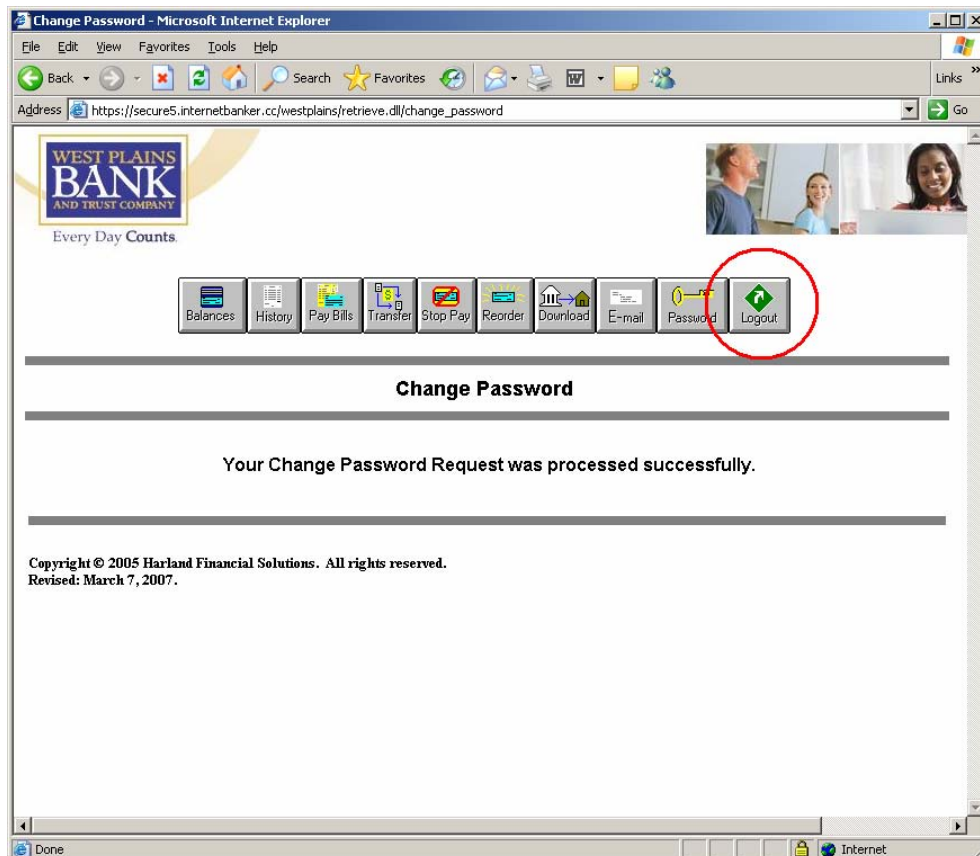 Change Password - Microsoft Internet Explorer
File Edit View Favorites Tools Help
Back Search Favorites Links »
Address https://secure5.internetbanker.cc/westplains/retrieve.dll/change_password Go
WEST PLAINS
BANK
AND TRUST COMPANY
Every Day Counts.
Balances History Pay Bills Transfer Stop Pay Reorder Download E-mail Password Logout
Change Password
Your Change Password Request was processed successfully.
Copyright © 2005 Harland Financial Solutions. All rights reserved.
Revised: March 7, 2007.
Done Internet